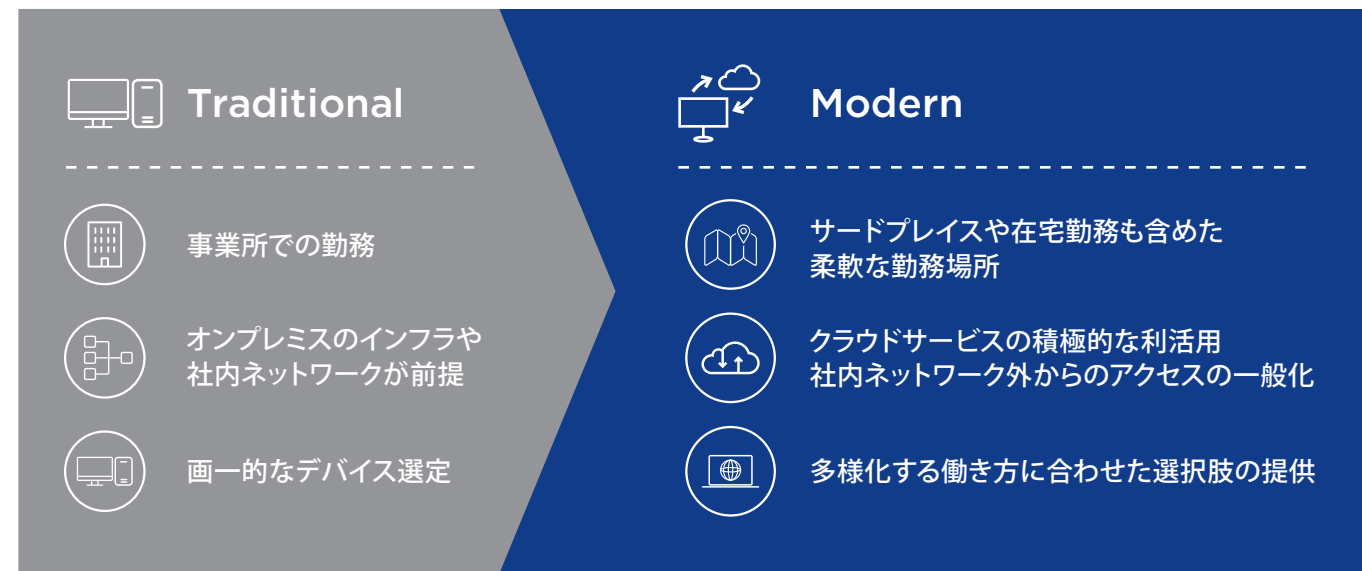 Traditional
事業所での勤務
オンプレミスのインフラや
社内ネットワークが前提
画一的なデバイス選定
Modern
サードプレイスや在宅勤務も含めた
柔軟な勤務場所
クラウドサービスの積極的な利活用
社内ネットワーク外からのアクセスの一般化
多様化する働き方に合わせた選択肢の提供